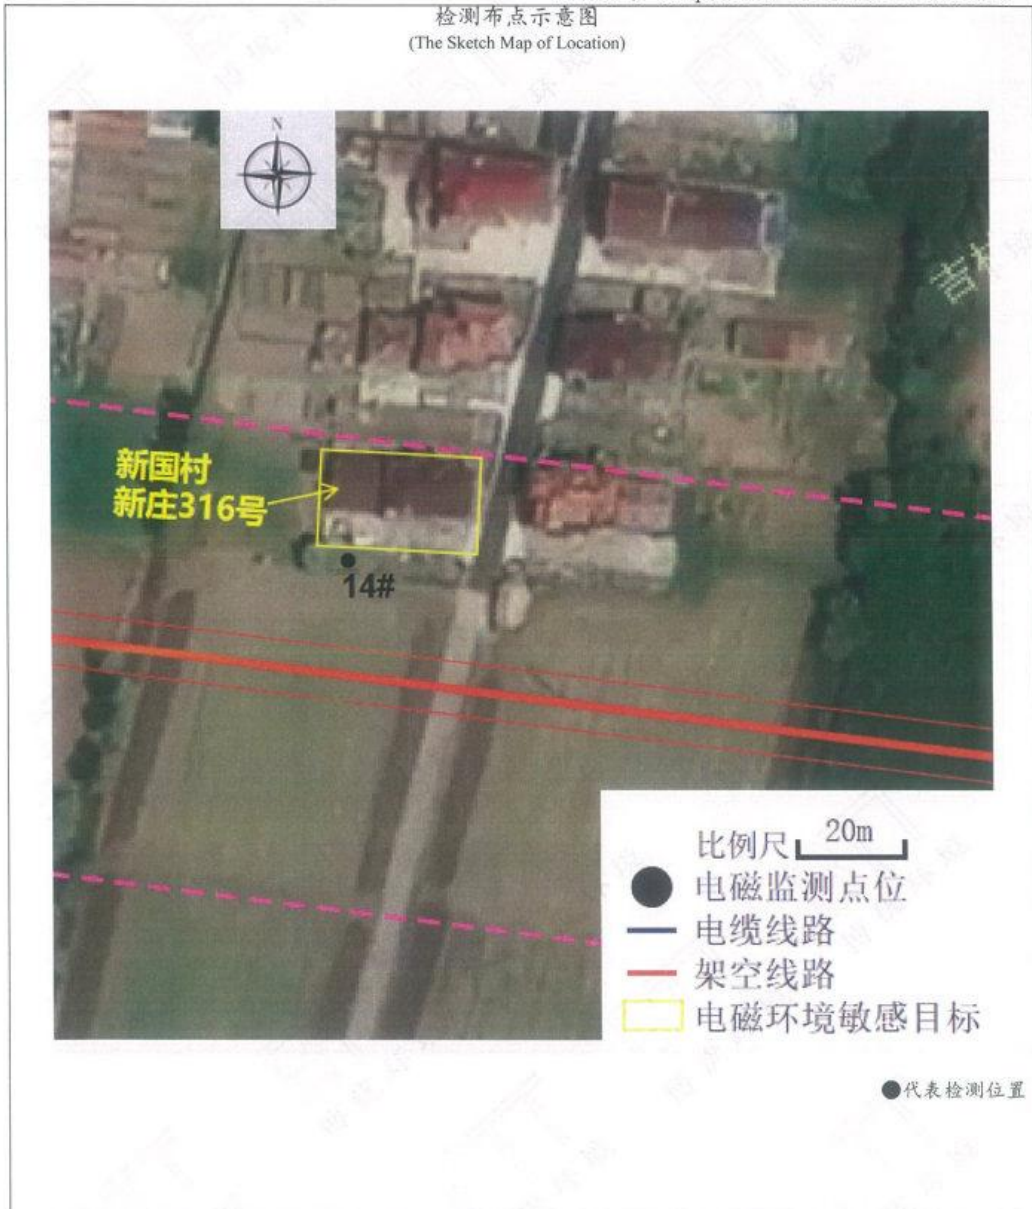 检测布点示意图
(The Sketch Map of Location)
N
吉
新国村
新庄316号
14#
比例尺 20m
电磁监测点位
电缆线路
架空线路
电磁环境敏感目标
●代表检测位置